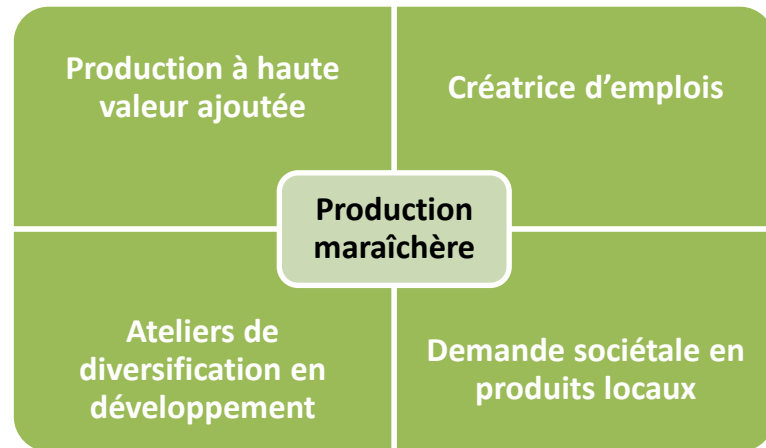 Production à haute
valeur ajoutée
Créatrice d’emplois
Production
maraîchère
Ateliers de
diversification en
développement
Demande sociétale en
produits locaux